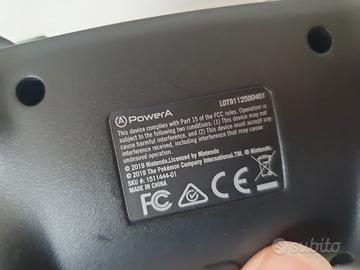 PowerA
LOT91125D0401
This device complies with Part 15 of the FCC rules. Operation is
subject to the following two conditions: (1) This device may not
cause harmful interference, and (2) this device must accept any
interference received, including interference that may cause
undesired operation.
© 2019 Nintendo. Licensed by Nintendo
© 2019 The Pokémon Company International. TM, ® Nintendo.
SKU #: 1511444-01
MADE IN CHINA
FC CE
subito